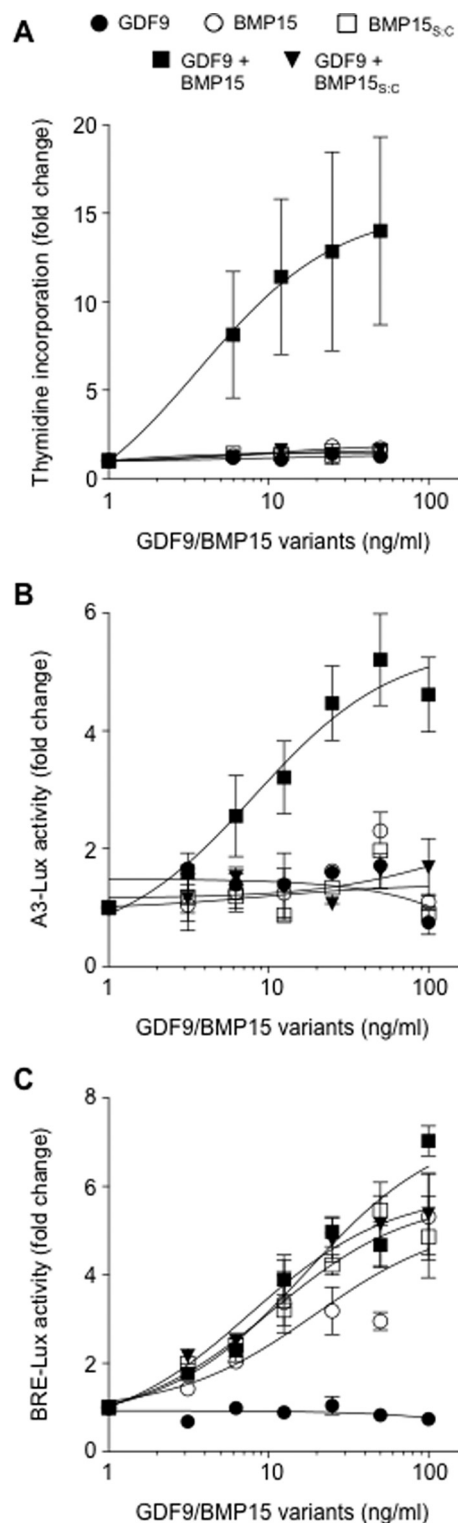 A
GDF9 BMP15 BMP15S:C
GDF9 + BMP15 GDF9 + BMP15S:C
Thymidine incorporation (fold change)
20
15
10
5
0
1 10 100
GDF9/BMP15 variants (ng/ml)
B
A3-Lux activity (fold change)
6
4
2
0
1 10 100
GDF9/BMP15 variants (ng/ml)
C
BRE-Lux activity (fold change)
8
6
4
2
0
1 10 100
GDF9/BMP15 variants (ng/ml)